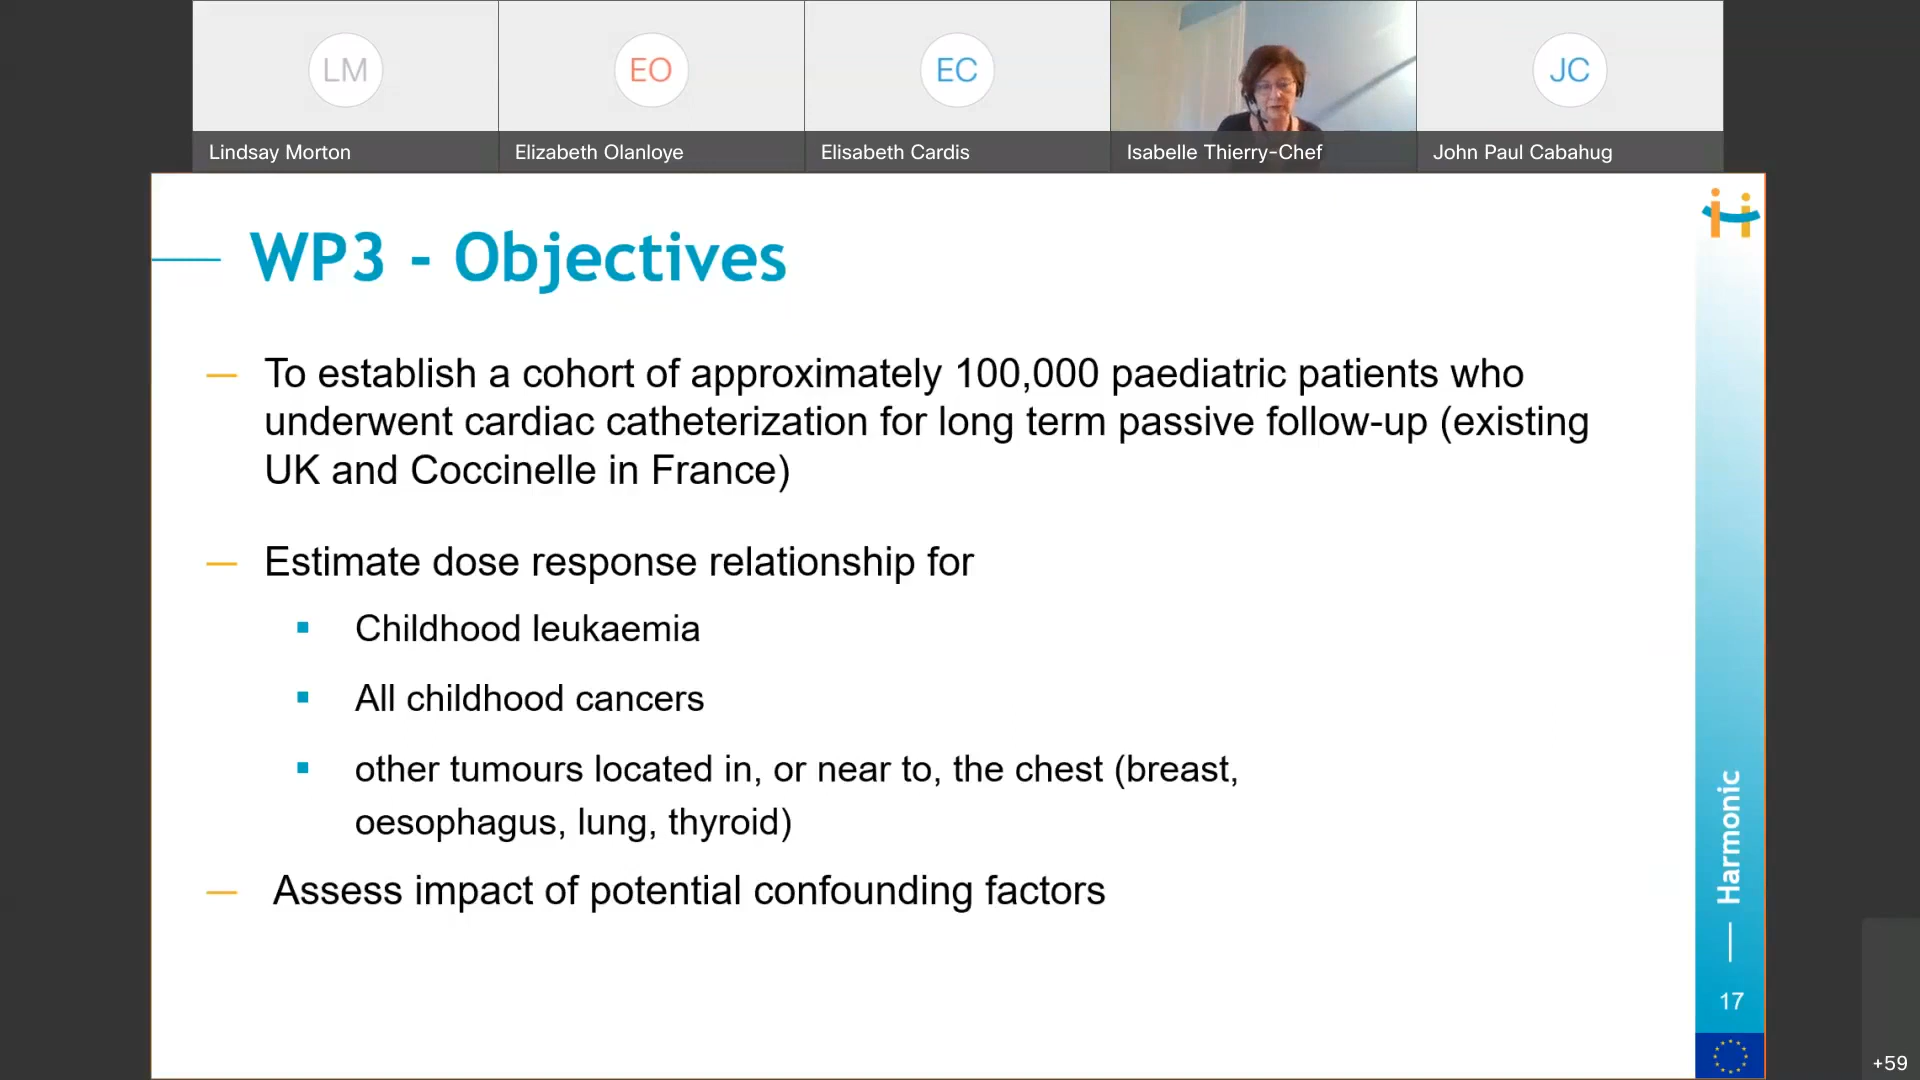 LM
EO
EC
JC
Lindsay Morton
Elizabeth Olanloye
Elisabeth Cardis
Isabelle Thierry-Chef
John Paul Cabahug
WP3 - Objectives
— To establish a cohort of approximately 100,000 paediatric patients who
underwent cardiac catheterization for long term passive follow-up (existing
UK and Coccinelle in France)
— Estimate dose response relationship for
▪ Childhood leukaemia
▪ All childhood cancers
▪ other tumours located in, or near to, the chest (breast,
oesophagus, lung, thyroid)
— Assess impact of potential confounding factors
Harmonic
17
+59